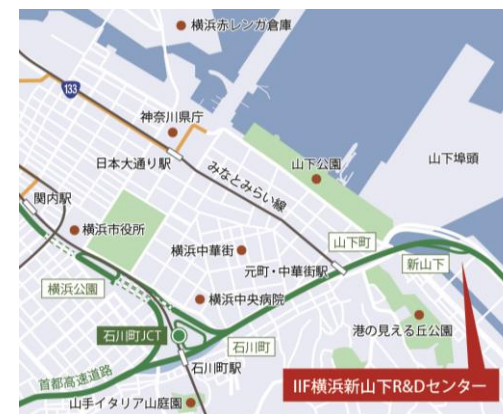 横浜赤レンガ倉庫
133
神奈川県庁
日本大通り駅
みなとみらい線
山下公園
山下埠頭
関内駅
横浜市役所
横浜中華街
山下町
元町・中華街駅
新山下
横浜公園
横浜中央病院
石川町JCT
石川町
港の見える丘公園
石川町駅
首都高速道路
IIF横浜新山下R&Dセンター
山手イタリア山庭園